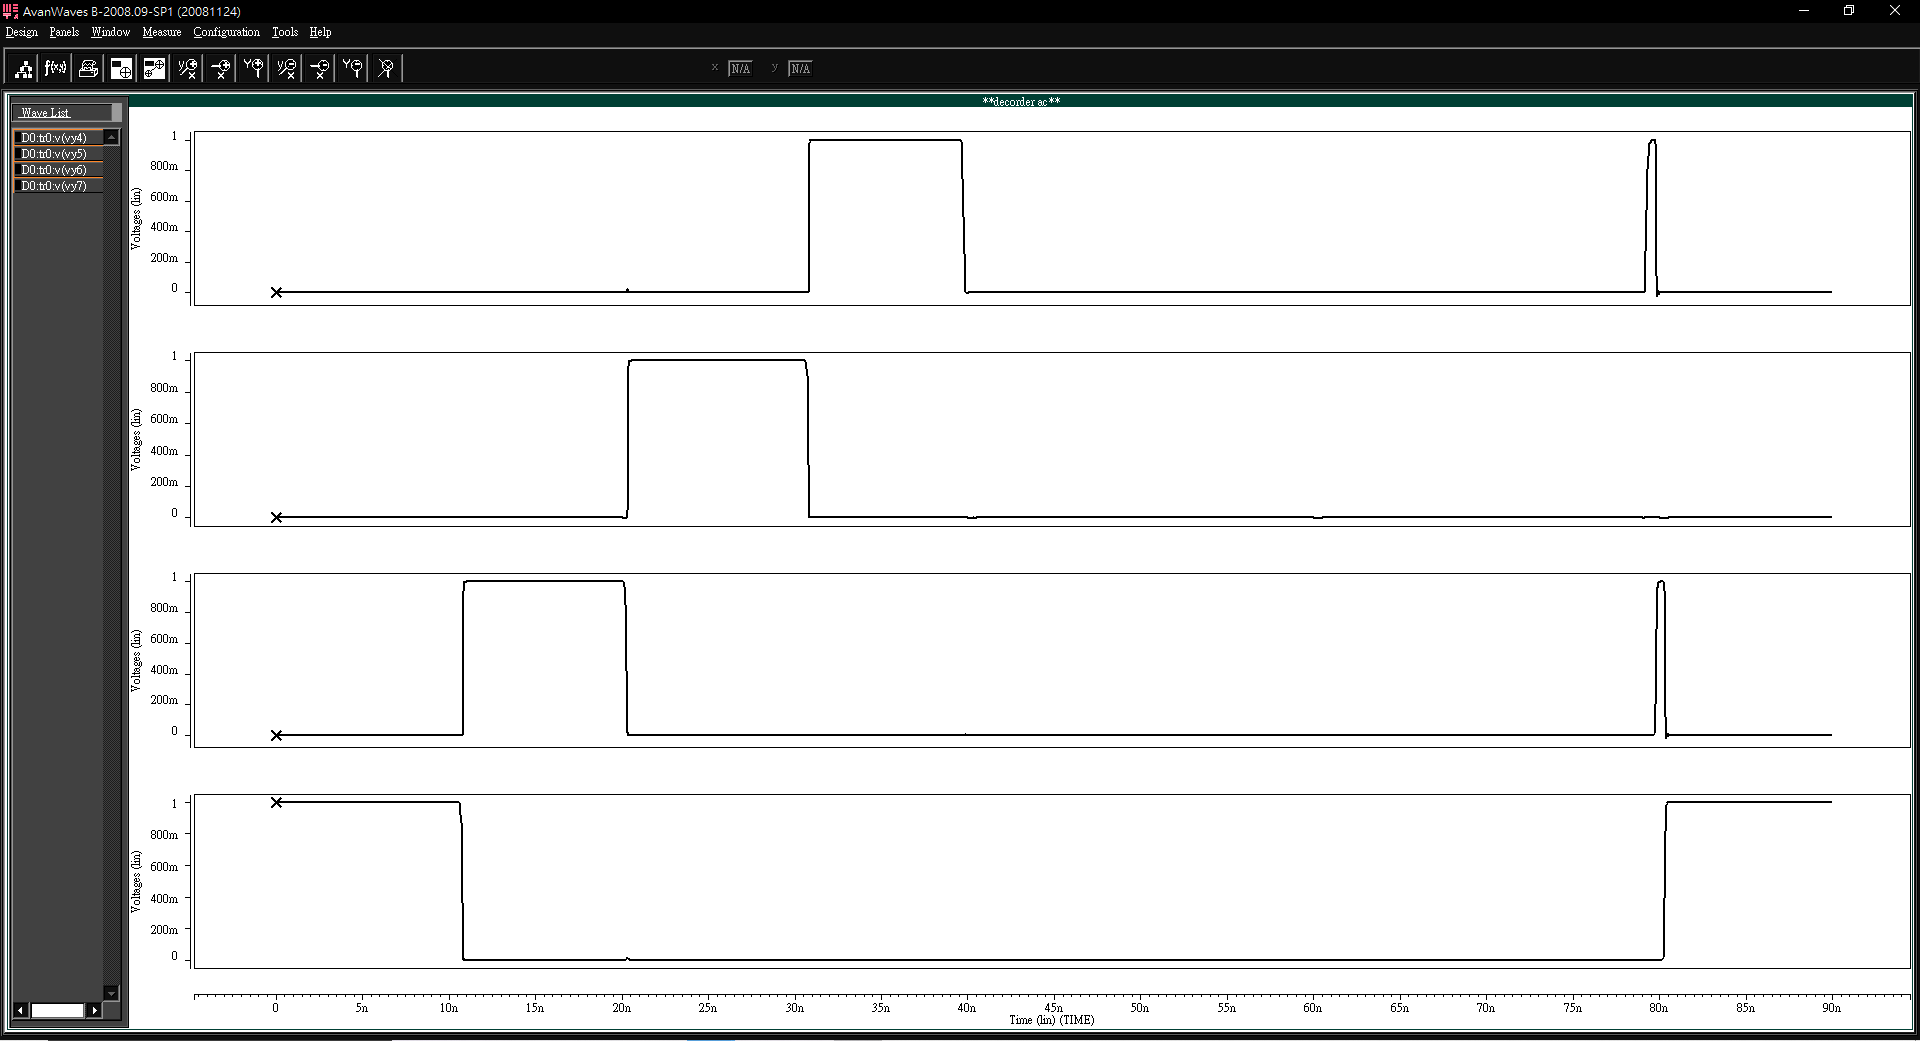 AvanWaves B-2008.09-SP1 (20081124)
Design Panels Window Measure Configuration Tools Help
f(x,y) x N/A y N/A
**decorder ac**
Wave List
D0:tr0:v(vy4)
D0:tr0:v(vy5)
D0:tr0:v(vy6)
D0:tr0:v(vy7)
Voltages (lin)
1
800m
600m
400m
200m
0
Voltages (lin)
1
800m
600m
400m
200m
0
Voltages (lin)
1
800m
600m
400m
200m
0
Voltages (lin)
1
800m
600m
400m
200m
0
0 5n 10n 15n 20n 25n 30n 35n 40n 45n 50n 55n 60n 65n 70n 75n 80n 85n 90n
Time (lin) (TIME)